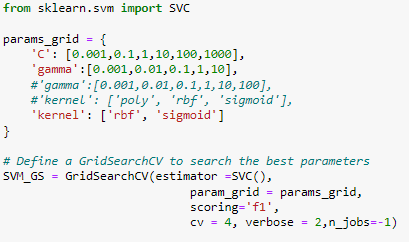 from sklearn.svm import SVC
params_grid = {
    'C': [0.001,0.1,1,10,100,1000],
    'gamma':[0.001,0.01,0.1,1,10],
    #'gamma':[0.001,0.01,0.1,1,10,100],
    #'kernel': ['poly', 'rbf', 'sigmoid'],
    'kernel': ['rbf', 'sigmoid']
}
# Define a GridSearchCV to search the best parameters
SVM_GS = GridSearchCV(estimator =SVC(),
                      param_grid = params_grid,
                      scoring='f1',
                      cv = 4, verbose = 2,n_jobs=-1)